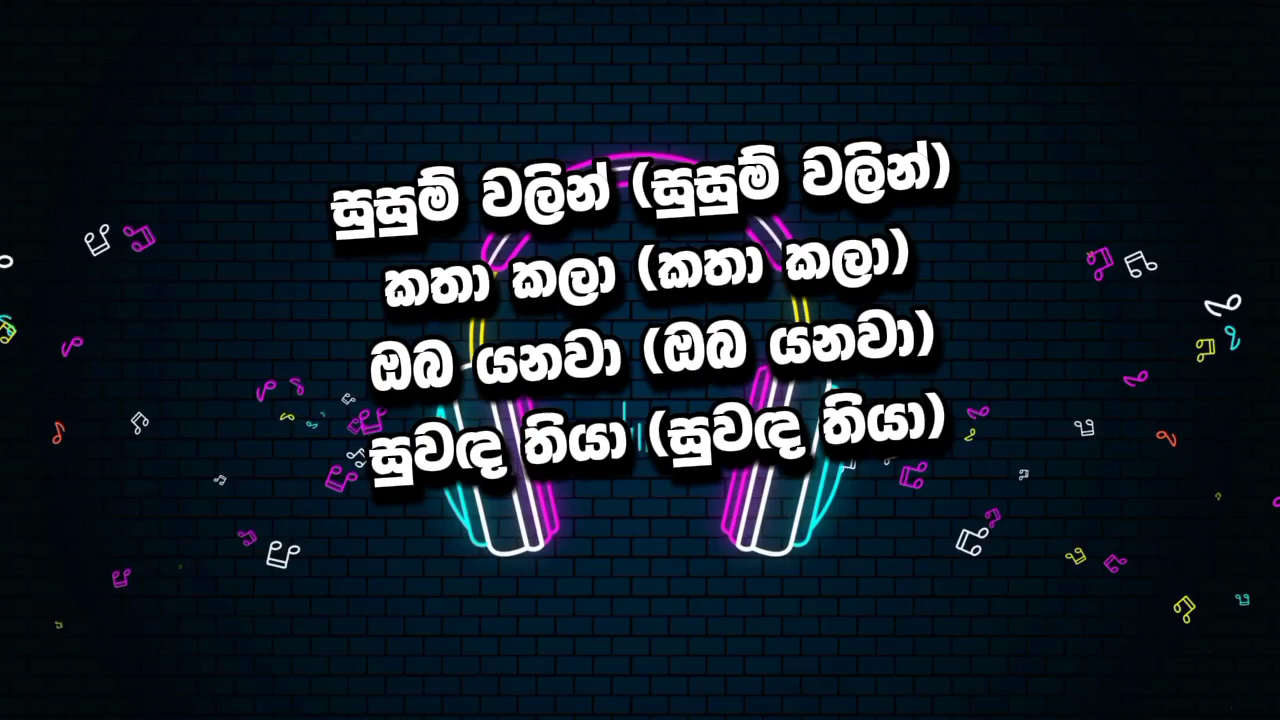 සුසුම් වලින් (සුසුම් වලින්)
කතා කලා (කතා කලා)
ඔබ යනවා (ඔබ යනවා)
සුවඳ තියා (සුවඳ තියා)